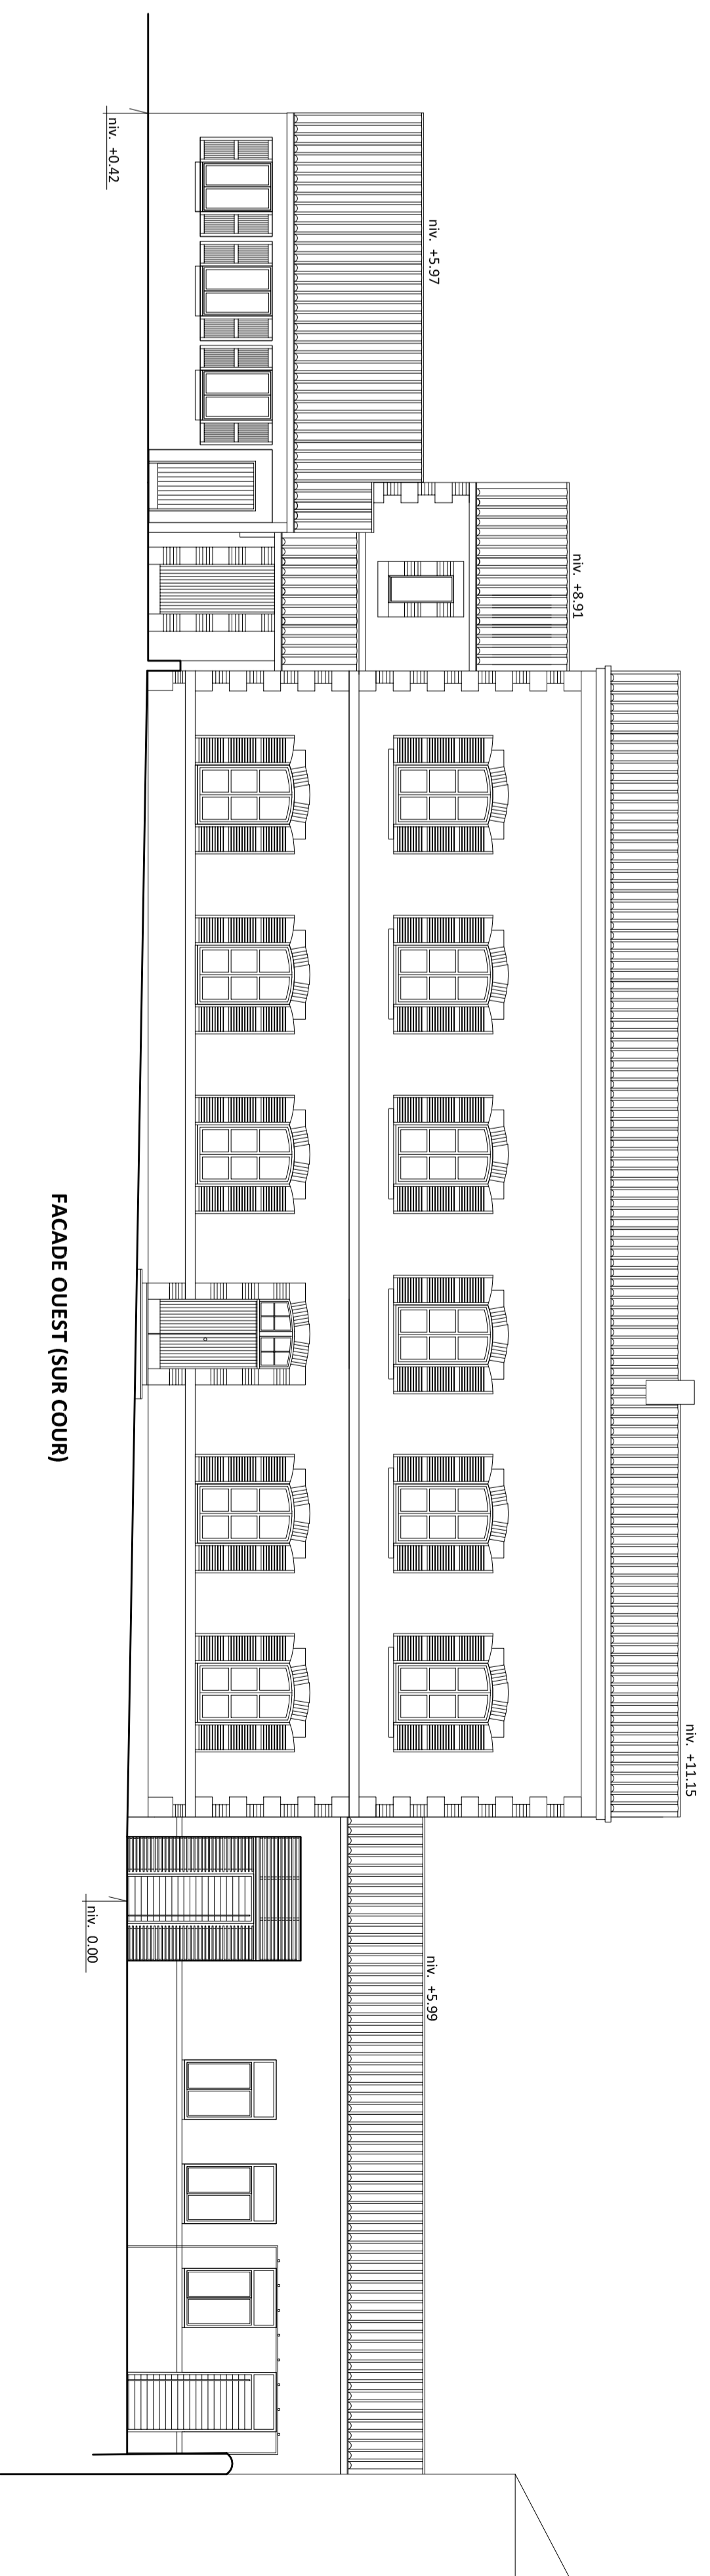 niv. +11.15
niv. +8.91
niv. +5.97
niv. +5.99
niv. +0.42
niv. 0.00
FACADE OUEST (SUR COUR)